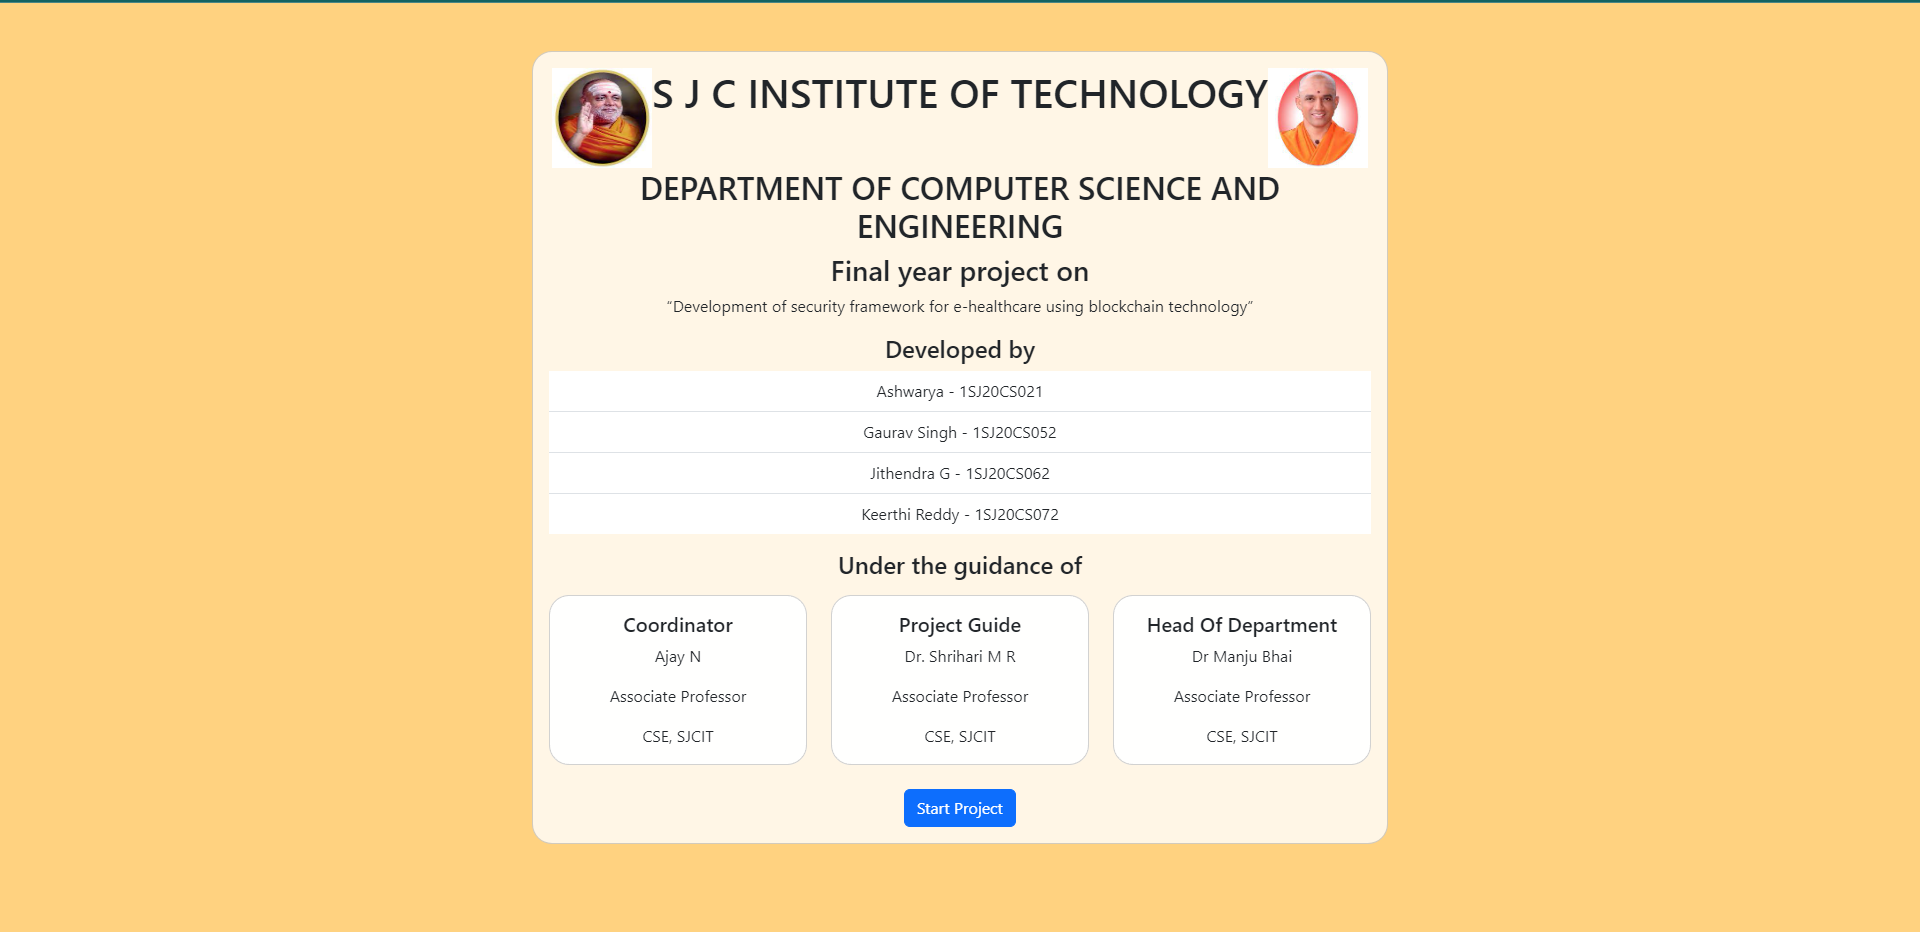 S J C INSTITUTE OF TECHNOLOGY
DEPARTMENT OF COMPUTER SCIENCE AND
ENGINEERING
Final year project on
“Development of security framework for e-healthcare using blockchain technology”
Developed by
Ashwarya - 1SJ20CS021
Gaurav Singh - 1SJ20CS052
Jithendra G - 1SJ20CS062
Keerthi Reddy - 1SJ20CS072
Under the guidance of
Coordinator
Ajay N
Associate Professor
CSE, SJCIT
Project Guide
Dr. Shrihari M R
Associate Professor
CSE, SJCIT
Head Of Department
Dr Manju Bhai
Associate Professor
CSE, SJCIT
Start Project